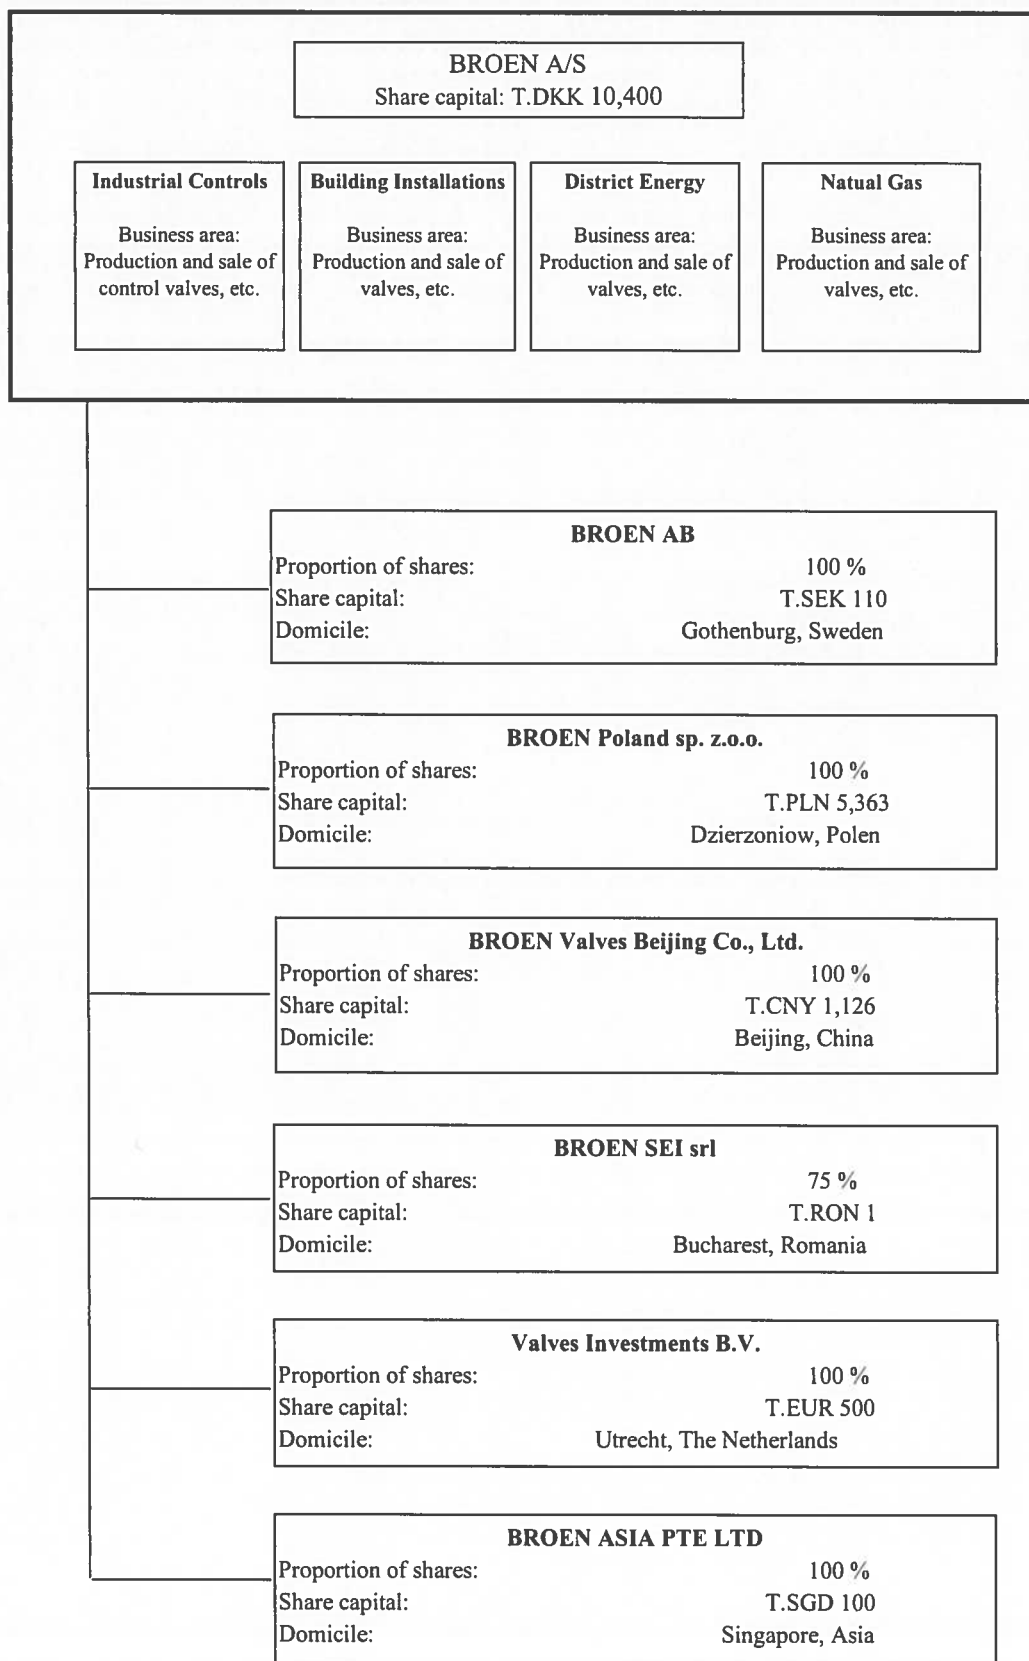 BROEN A/S
Share capital: T.DKK 10,400
Industrial Controls
Business area:
Production and sale of
control valves, etc.
Building Installations
Business area:
Production and sale of
valves, etc.
District Energy
Business area:
Production and sale of
valves, etc.
Natual Gas
Business area:
Production and sale of
valves, etc.
BROEN AB
Proportion of shares: 100 %
Share capital: T.SEK 110
Domicile: Gothenburg, Sweden
BROEN Poland sp. z.o.o.
Proportion of shares: 100 %
Share capital: T.PLN 5,363
Domicile: Dzierzoniow, Polen
BROEN Valves Beijing Co., Ltd.
Proportion of shares: 100 %
Share capital: T.CNY 1,126
Domicile: Beijing, China
BROEN SEI srl
Proportion of shares: 75 %
Share capital: T.RON 1
Domicile: Bucharest, Romania
Valves Investments B.V.
Proportion of shares: 100 %
Share capital: T.EUR 500
Domicile: Utrecht, The Netherlands
BROEN ASIA PTE LTD
Proportion of shares: 100 %
Share capital: T.SGD 100
Domicile: Singapore, Asia